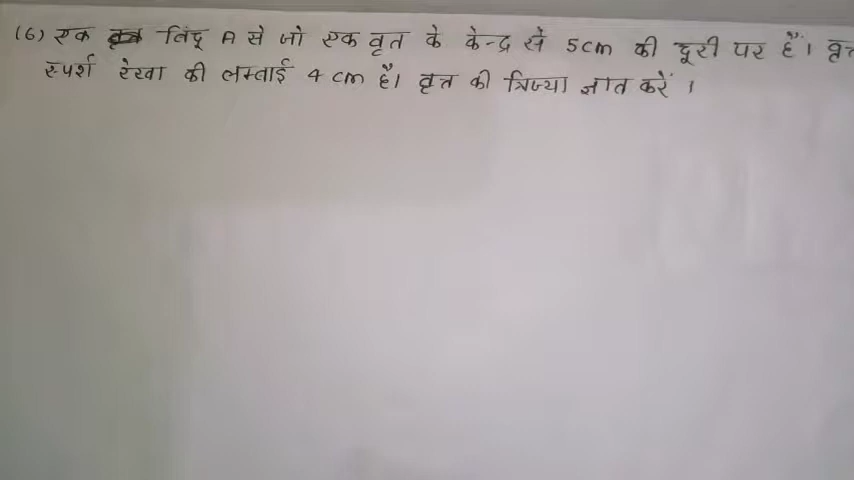 (6) एक बिंदु A से जो एक वृत के केन्द्र से 5cm की दूरी पर है। वृत्त
स्पर्श रेखा की लम्बाई 4 cm है। वृत्त की त्रिज्या ज्ञात करें ।